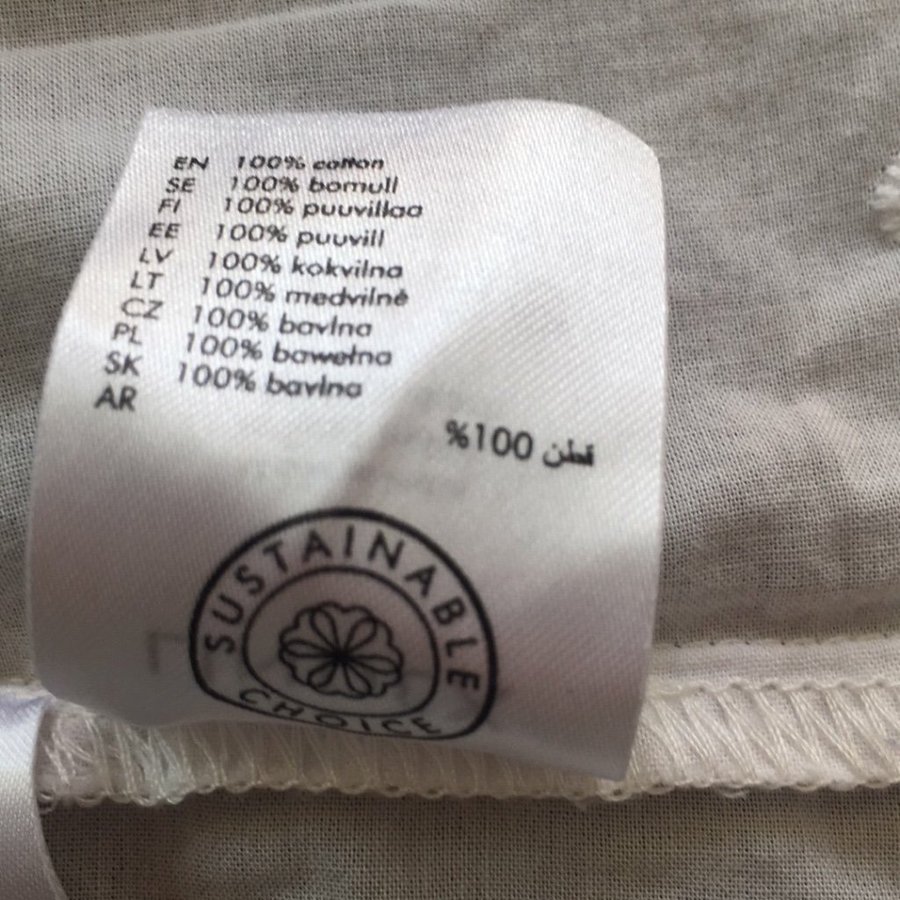 EN 100% cotton
SE 100% bomull
FI 100% puuvillaa
EE 100% puuvill
LV 100% kokvilna
LT 100% medvilnė
CZ 100% bavlna
PL 100% bawełna
SK 100% bavlna
AR
%100 قطن
SUSTAINABLE
CHOICE